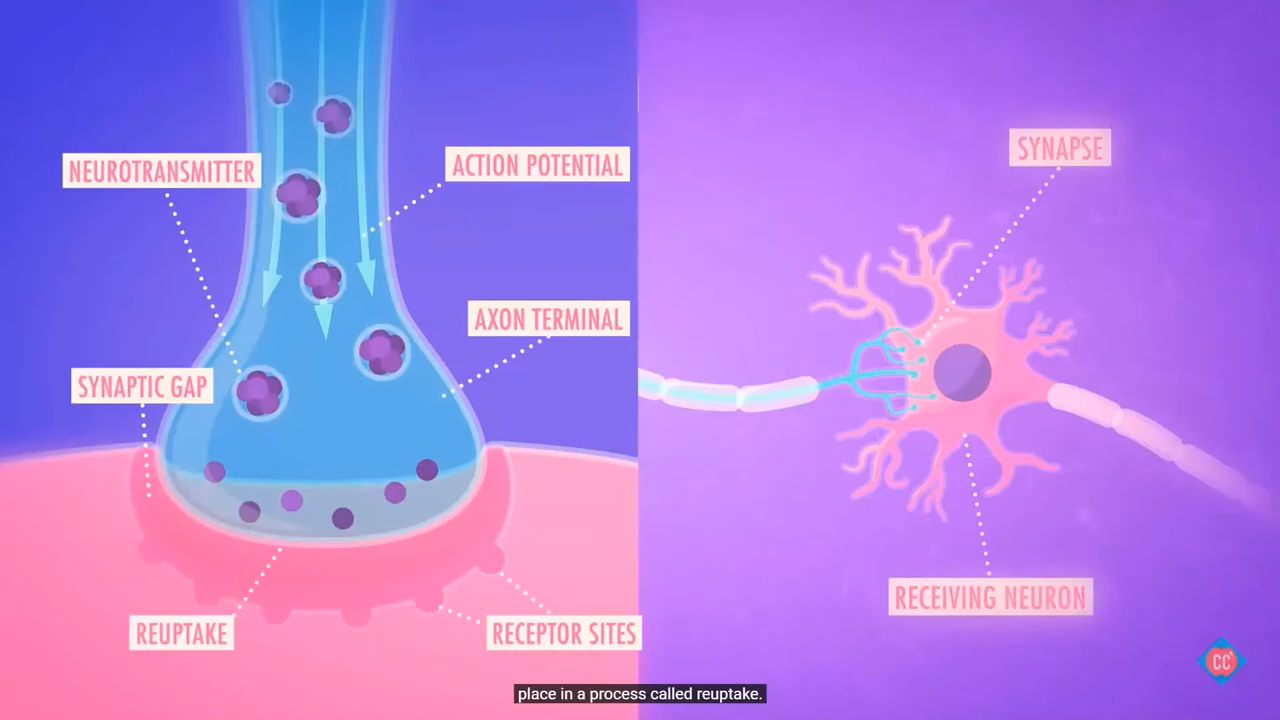 NEUROTRANSMITTER
ACTION POTENTIAL
SYNAPTIC GAP
AXON TERMINAL
REUPTAKE
RECEPTOR SITES
SYNAPSE
RECEIVING NEURON
CC
place in a process called reuptake.